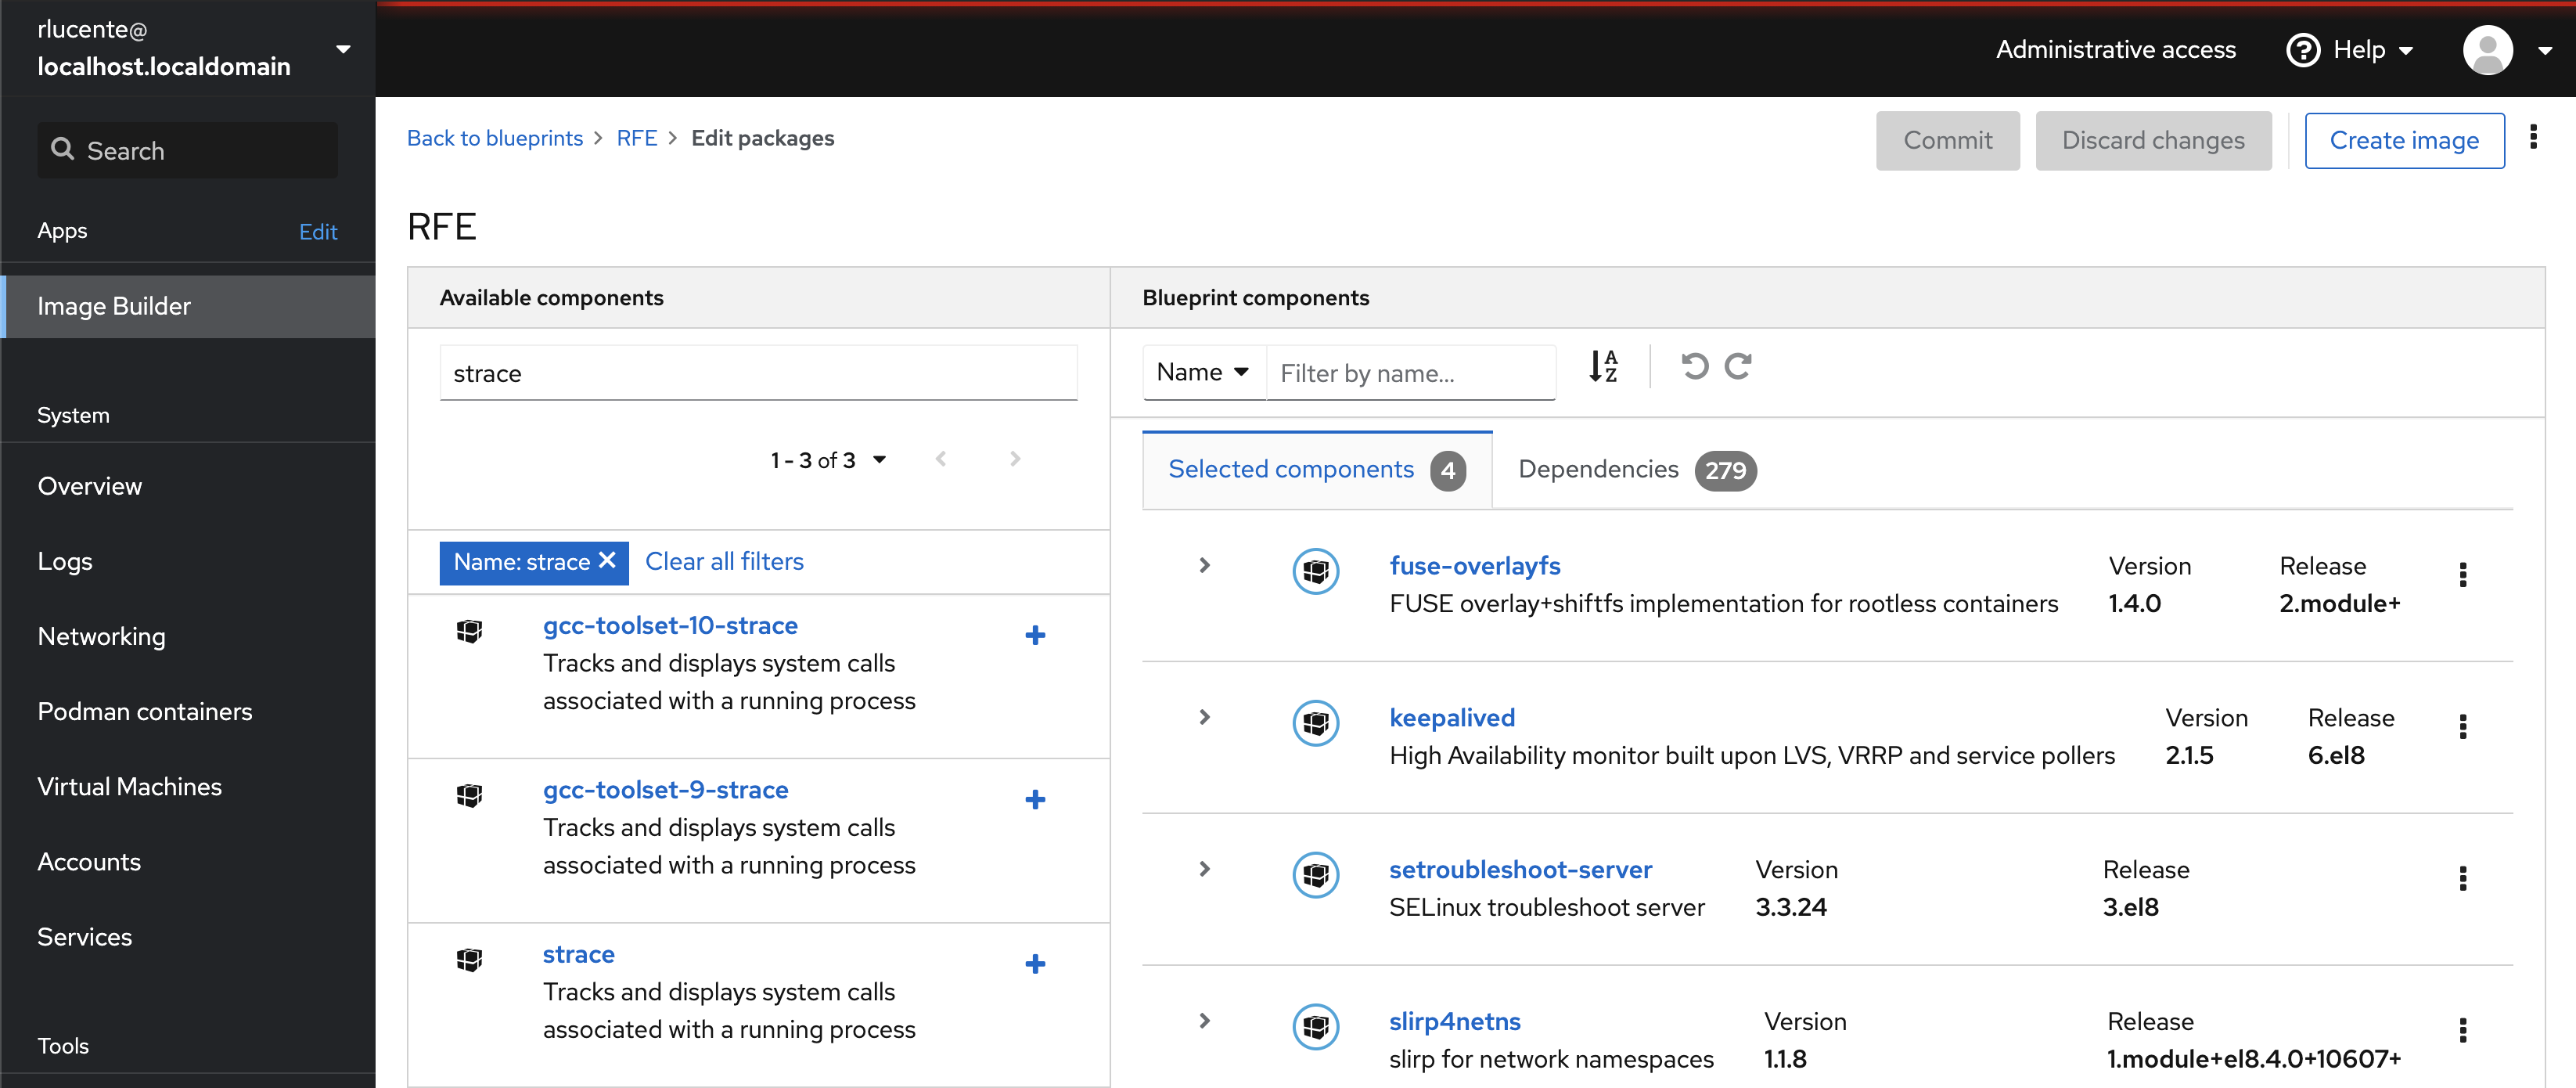 rlucente@
localhost.localdomain
Administrative access
Help
Search
Apps
Edit
Image Builder
System
Overview
Logs
Networking
Podman containers
Virtual Machines
Accounts
Services
Tools
Back to blueprints > RFE > Edit packages
Commit
Discard changes
Create image
RFE
Available components
strace
1 - 3 of 3
Name: strace
Clear all filters
gcc-toolset-10-strace
Tracks and displays system calls
associated with a running process
gcc-toolset-9-strace
Tracks and displays system calls
associated with a running process
strace
Tracks and displays system calls
associated with a running process
Blueprint components
Name
Filter by name...
A
Z
Selected components 4
Dependencies 279
fuse-overlayfs
FUSE overlay+shiftfs implementation for rootless containers
Version
1.4.0
Release
2.module+
keepalived
High Availability monitor built upon LVS, VRRP and service pollers
Version
2.1.5
Release
6.el8
setroubleshoot-server
SELinux troubleshoot server
Version
3.3.24
Release
3.el8
slirp4netns
slirp for network namespaces
Version
1.1.8
Release
1.module+el8.4.0+10607+